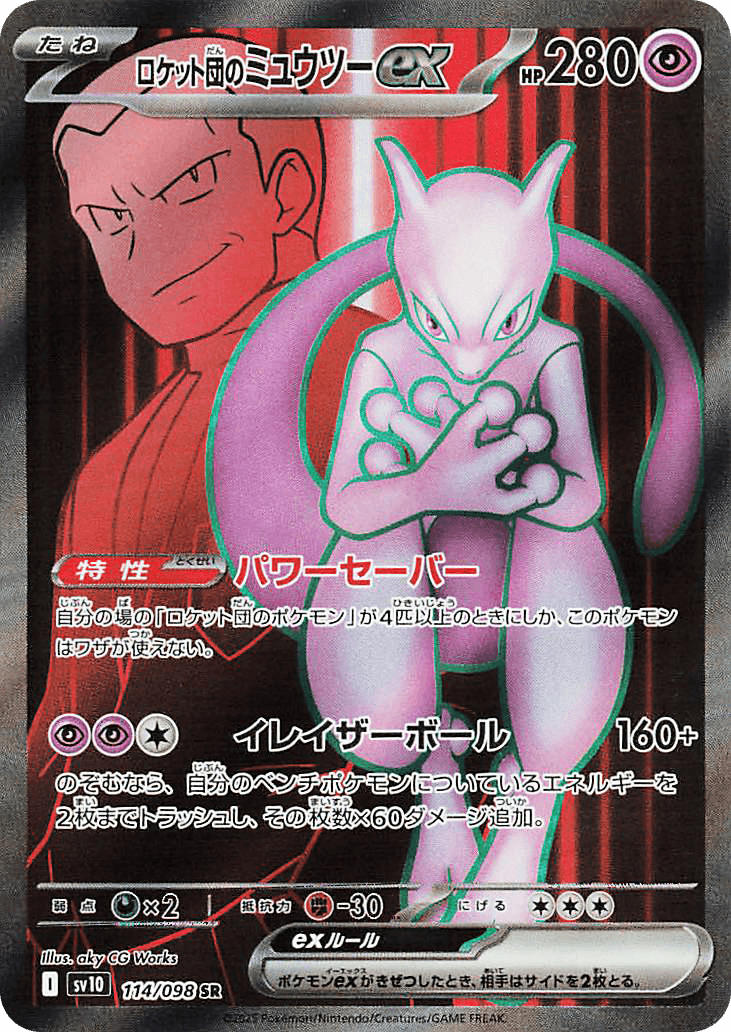 たね
ロケット団のミュウツーex
HP280
特性 パワーセーバー
自分の場の「ロケット団のポケモン」が4匹以上のときにしか、このポケモン
はワザが使えない。
イレイザーボール 160+
のぞむなら、自分のベンチポケモンについているエネルギーを
2枚までトラッシュし、その枚数×60ダメージ追加。
弱点 ×2 抵抗力 -30 にげる
exルール
ポケモンexがきぜつしたとき、相手はサイドを2枚とる。
Illus. aky CG Works
I sv10 114/098 SR
©2025 Pokémon/Nintendo/Creatures/GAME FREAK.